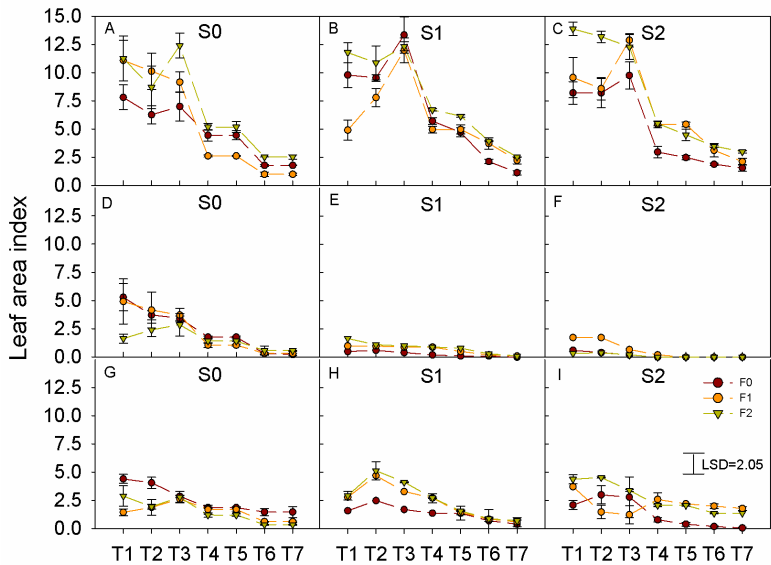 A S0
B S1
C S2
15.0
12.5
10.0
7.5
5.0
2.5
0.0
D S0
E S1
F S2
12.5
10.0
7.5
5.0
2.5
0.0
Leaf area index
G S0
H S1
I S2
12.5
10.0
7.5
5.0
2.5
0.0
F0
F1
F2
LSD=2.05
T1 T2 T3 T4 T5 T6 T7
T1 T2 T3 T4 T5 T6 T7
T1 T2 T3 T4 T5 T6 T7